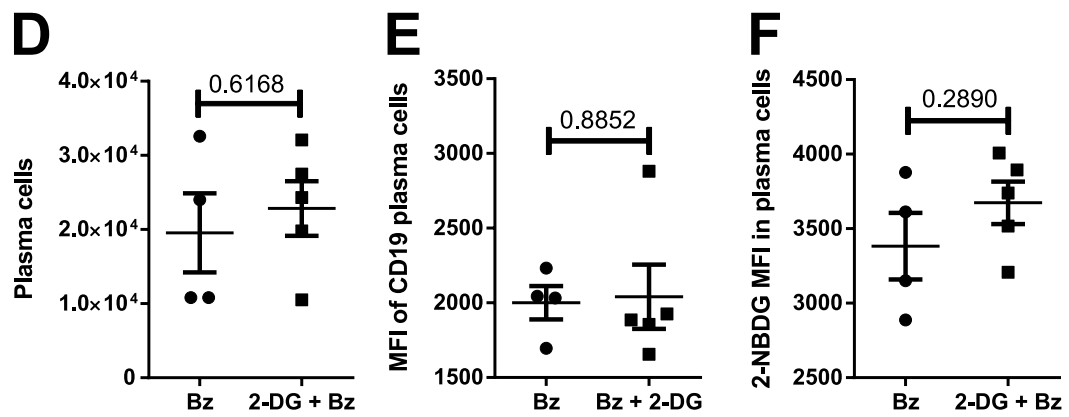 D
Plasma cells
4.0×10⁴
3.0×10⁴
2.0×10⁴
1.0×10⁴
0
0.6168
Bz
2-DG + Bz
E
MFI of CD19 plasma cells
3500
3000
2500
2000
1500
0.8852
Bz
Bz + 2-DG
F
2-NBDG MFI in plasma cells
4500
4000
3500
3000
2500
0.2890
Bz
2-DG + Bz